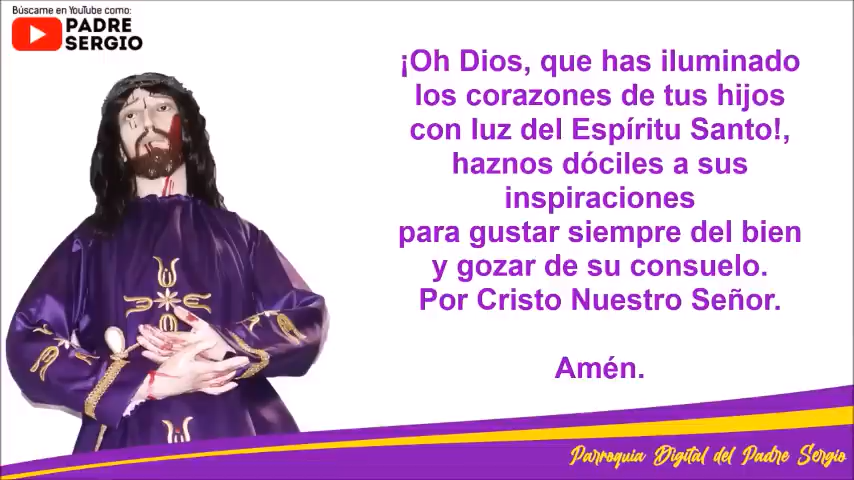 Búscame en YouTube como:
PADRE
SERGIO
¡Oh Dios, que has iluminado
los corazones de tus hijos
con luz del Espíritu Santo!,
haznos dóciles a sus
inspiraciones
para gustar siempre del bien
y gozar de su consuelo.
Por Cristo Nuestro Señor.
Amén.
Parroquia Digital del Padre Sergio